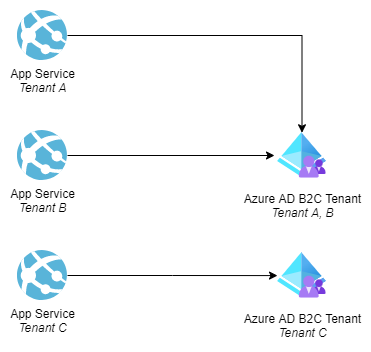 App Service
Tenant A
App Service
Tenant B
Azure AD B2C Tenant
Tenant A, B
App Service
Tenant C
Azure AD B2C Tenant
Tenant C